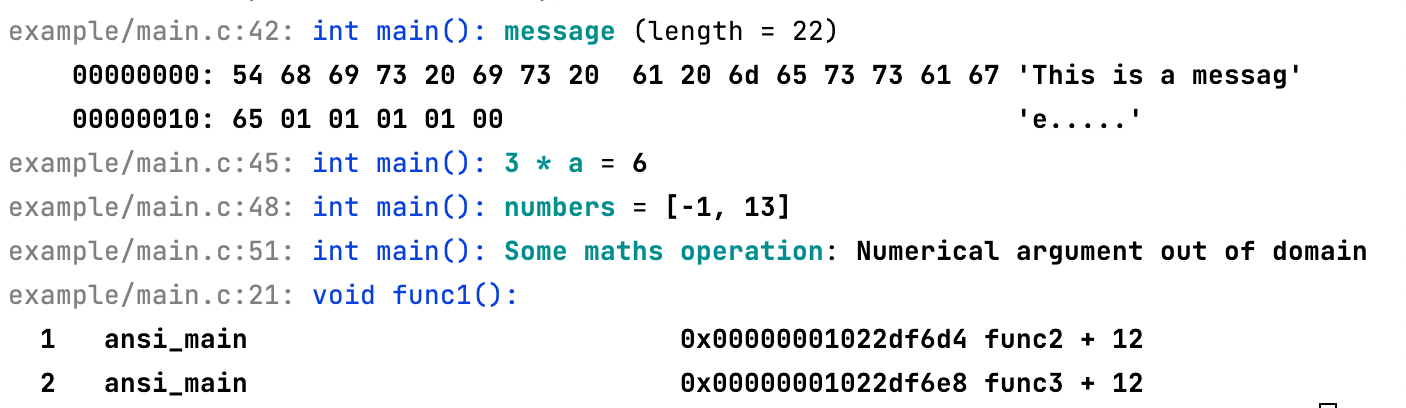 example/main.c:42: int main(): message (length = 22)
00000000: 54 68 69 73 20 69 73 20  61 20 6d 65 73 73 61 67 'This is a messag'
00000010: 65 01 01 01 01 00 'e.....'
example/main.c:45: int main(): 3 * a = 6
example/main.c:48: int main(): numbers = [-1, 13]
example/main.c:51: int main(): Some maths operation: Numerical argument out of domain
example/main.c:21: void func1():
1 ansi_main 0x00000001022df6d4 func2 + 12
2 ansi_main 0x00000001022df6e8 func3 + 12